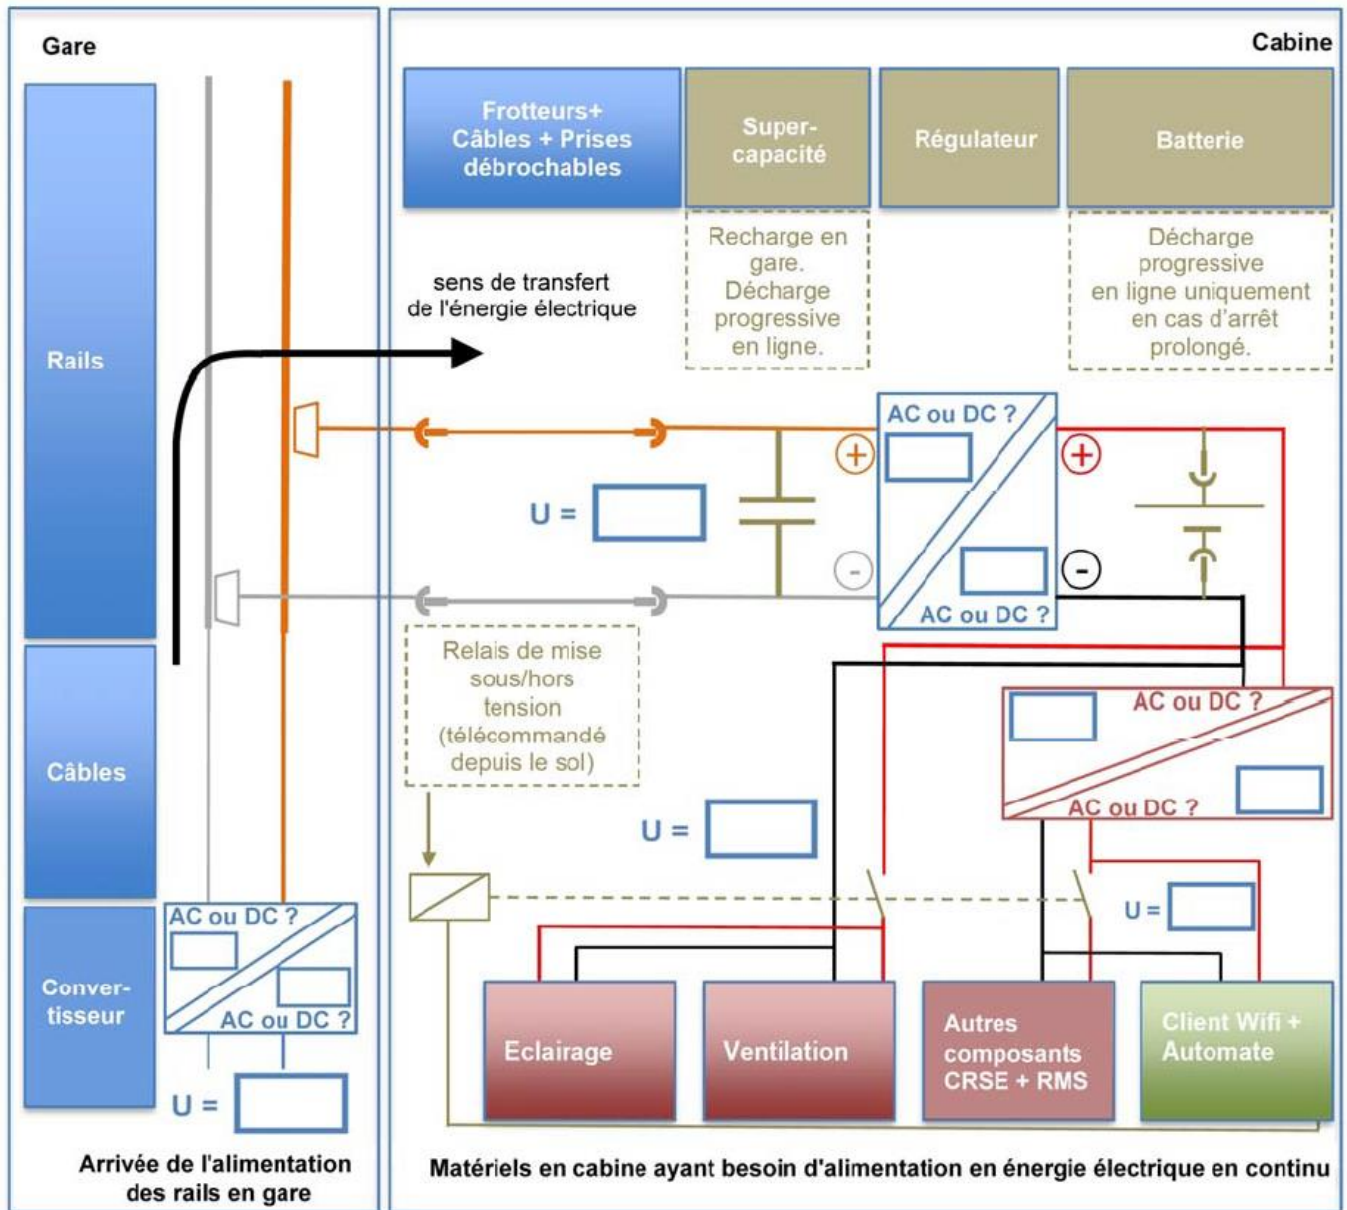 Gare
Rails
Câbles
Conver-
tisseur
AC ou DC ?
AC ou DC ?
U =
Arrivée de l'alimentation
des rails en gare
Cabine
Frotteurs+
Câbles + Prises
débrochables
Super-
capacité
Régulateur
Batterie
Recharge en
gare.
Décharge
progressive
en ligne.
Décharge
progressive
en ligne uniquement
en cas d'arrêt
prolongé.
sens de transfert
de l'énergie électrique
AC ou DC ?
+
+
U =
-
-
AC ou DC ?
Relais de mise
sous/hors
tension
(télécommandé
depuis le sol)
AC ou DC ?
AC ou DC ?
U =
U =
Eclairage
Ventilation
Autres
composants
CRSE + RMS
Client Wifi +
Automate
Matériels en cabine ayant besoin d'alimentation en énergie électrique en continu